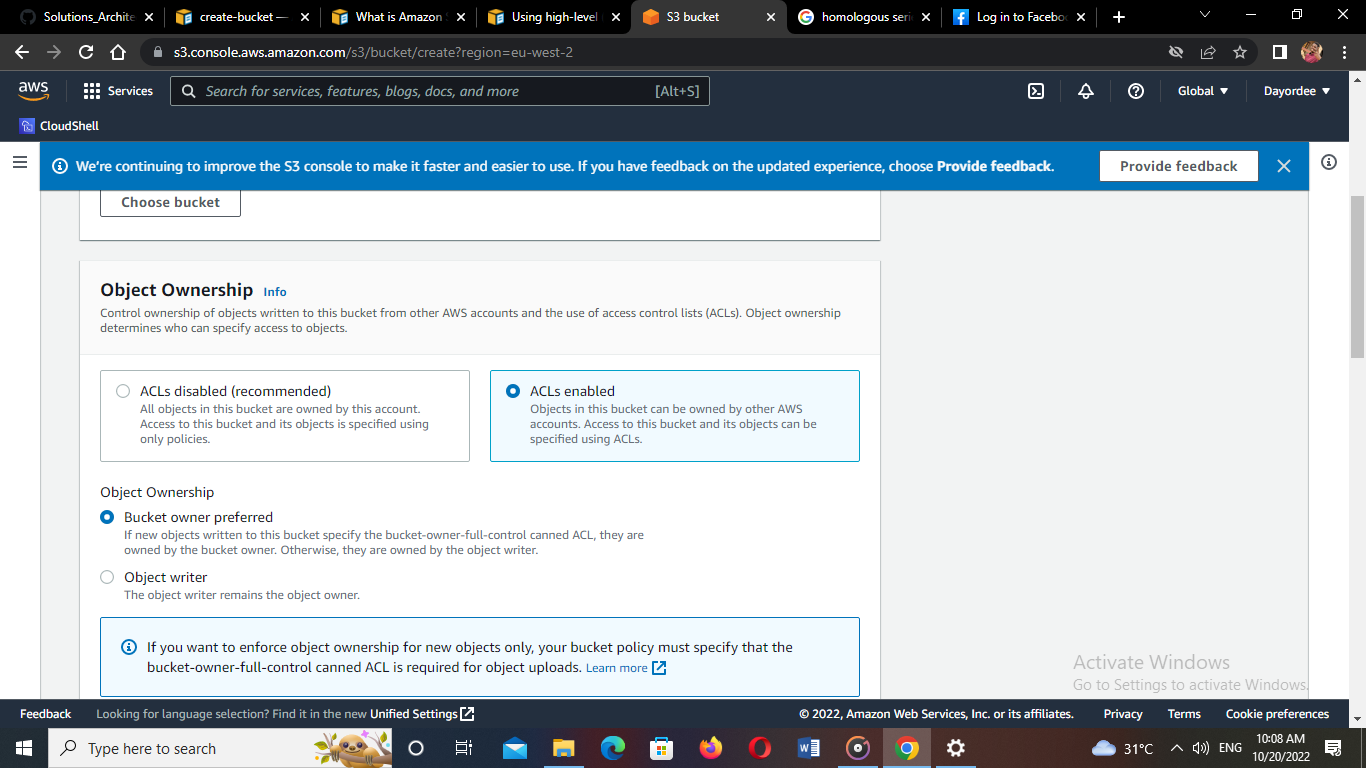 Solutions_Archite
create-bucket —
What is Amazon
Using high-level
S3 bucket
homologous seri
Log in to Facebo
s3.console.aws.amazon.com/s3/bucket/create?region=eu-west-2
aws
Services
Search for services, features, blogs, docs, and more
[Alt+S]
Global
Dayordee
CloudShell
We're continuing to improve the S3 console to make it faster and easier to use. If you have feedback on the updated experience, choose Provide feedback.
Provide feedback
Choose bucket
Object Ownership Info
Control ownership of objects written to this bucket from other AWS accounts and the use of access control lists (ACLs). Object ownership
determines who can specify access to objects.
ACLs disabled (recommended)
All objects in this bucket are owned by this account.
Access to this bucket and its objects is specified using
only policies.
ACLs enabled
Objects in this bucket can be owned by other AWS
accounts. Access to this bucket and its objects can be
specified using ACLs.
Object Ownership
Bucket owner preferred
If new objects written to this bucket specify the bucket-owner-full-control canned ACL, they are
owned by the bucket owner. Otherwise, they are owned by the object writer.
Object writer
The object writer remains the object owner.
If you want to enforce object ownership for new objects only, your bucket policy must specify that the
bucket-owner-full-control canned ACL is required for object uploads. Learn more
Activate Windows
Go to Settings to activate Windows.
Feedback
Looking for language selection? Find it in the new Unified Settings
© 2022, Amazon Web Services, Inc. or its affiliates.
Privacy
Terms
Cookie preferences
Type here to search
31°C
ENG
10:08 AM
10/20/2022